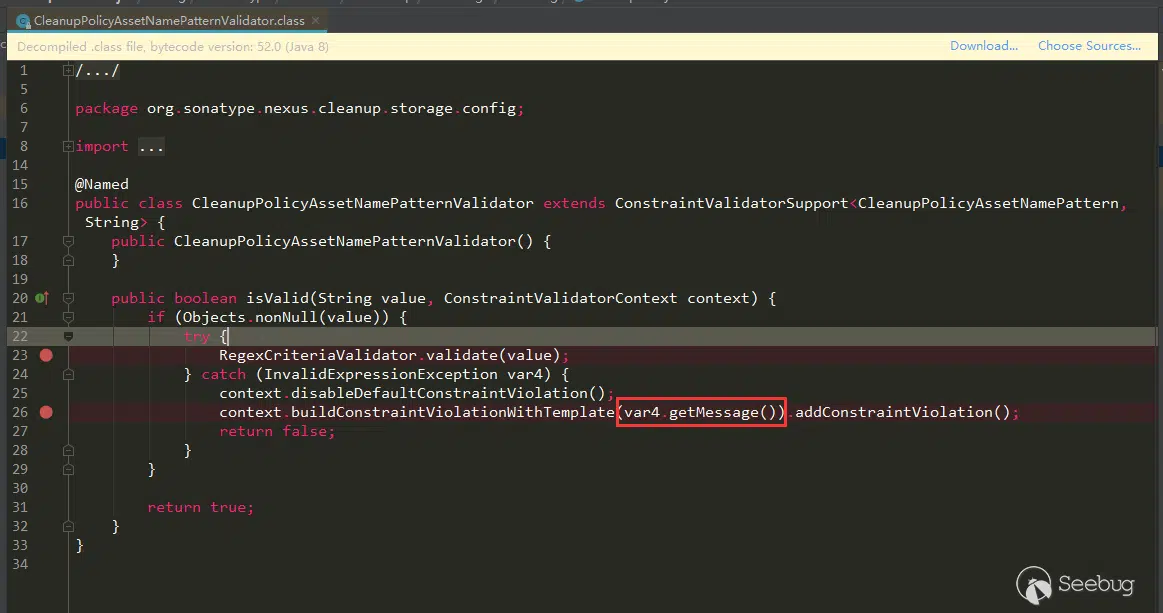 CleanupPolicyAssetNamePatternValidator.class ×
Decompiled .class file, bytecode version: 52.0 (Java 8) Download... Choose Sources...
1 /.../
5
6 package org.sonatype.nexus.cleanup.storage.config;
7
8 import ...
14
15 @Named
16 public class CleanupPolicyAssetNamePatternValidator extends ConstraintValidatorSupport<CleanupPolicyAssetNamePattern,
String> {
17 public CleanupPolicyAssetNamePatternValidator() {
18 }
19
20 public boolean isValid(String value, ConstraintValidatorContext context) {
21 if (Objects.nonNull(value)) {
22 try {
23 RegexCriteriaValidator.validate(value);
24 } catch (InvalidExpressionException var4) {
25 context.disableDefaultConstraintViolation();
26 context.buildConstraintViolationWithTemplate(var4.getMessage()).addConstraintViolation();
27 return false;
28 }
29 }
30
31 return true;
32 }
33 }
34
Seebug